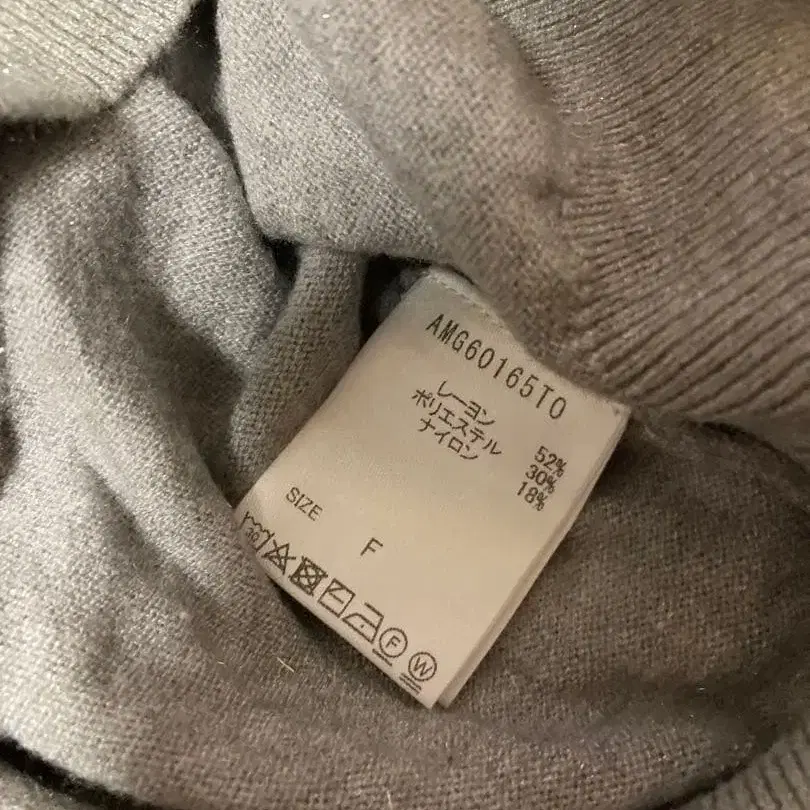 AMG60165TO
レーヨン 52%
ポリエステル 30%
ナイロン 18%
SIZE F
30 F W